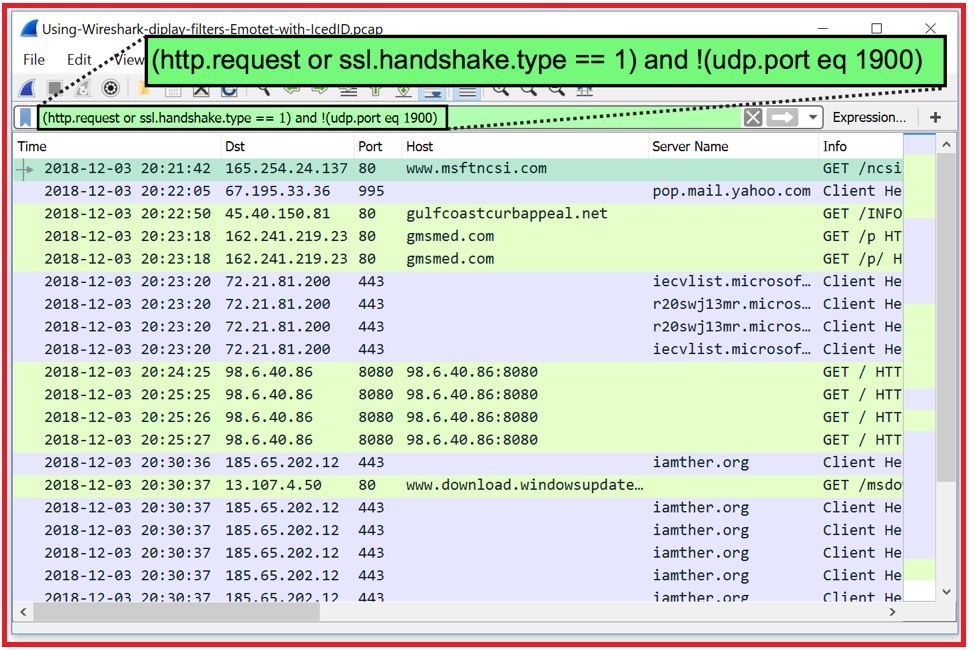 Using-Wireshark-diplay-filters-Emotet-with-IcedID.pcap
(http.request or ssl.handshake.type == 1) and !(udp.port eq 1900)
File Edit View
(http.request or ssl.handshake.type == 1) and !(udp.port eq 1900) Expression… +
Time Dst Port Host Server Name Info
2018-12-03 20:21:42 165.254.24.137 80 www.msftncsi.com GET /ncsi
2018-12-03 20:22:05 67.195.33.36 995 pop.mail.yahoo.com Client He
2018-12-03 20:22:50 45.40.150.81 80 gulfcoastcurbappeal.net GET /INFO
2018-12-03 20:23:18 162.241.219.23 80 gmsmed.com GET /p HT
2018-12-03 20:23:18 162.241.219.23 80 gmsmed.com GET /p/ H
2018-12-03 20:23:20 72.21.81.200 443 iecvlist.microsof… Client He
2018-12-03 20:23:20 72.21.81.200 443 r20swj13mr.micros… Client He
2018-12-03 20:23:20 72.21.81.200 443 r20swj13mr.micros… Client He
2018-12-03 20:23:20 72.21.81.200 443 iecvlist.microsof… Client He
2018-12-03 20:24:25 98.6.40.86 8080 98.6.40.86:8080 GET / HTT
2018-12-03 20:25:25 98.6.40.86 8080 98.6.40.86:8080 GET / HTT
2018-12-03 20:25:26 98.6.40.86 8080 98.6.40.86:8080 GET / HTT
2018-12-03 20:25:27 98.6.40.86 8080 98.6.40.86:8080 GET / HTT
2018-12-03 20:30:36 185.65.202.12 443 iamther.org Client He
2018-12-03 20:30:37 13.107.4.50 80 www.download.windowsupdate… GET /msdo
2018-12-03 20:30:37 185.65.202.12 443 iamther.org Client He
2018-12-03 20:30:37 185.65.202.12 443 iamther.org Client He
2018-12-03 20:30:37 185.65.202.12 443 iamther.org Client He
2018-12-03 20:30:37 185.65.202.12 443 iamther.org Client He
2018-12-03 20:30:37 185.65.202.12 443 iamther.org Client He